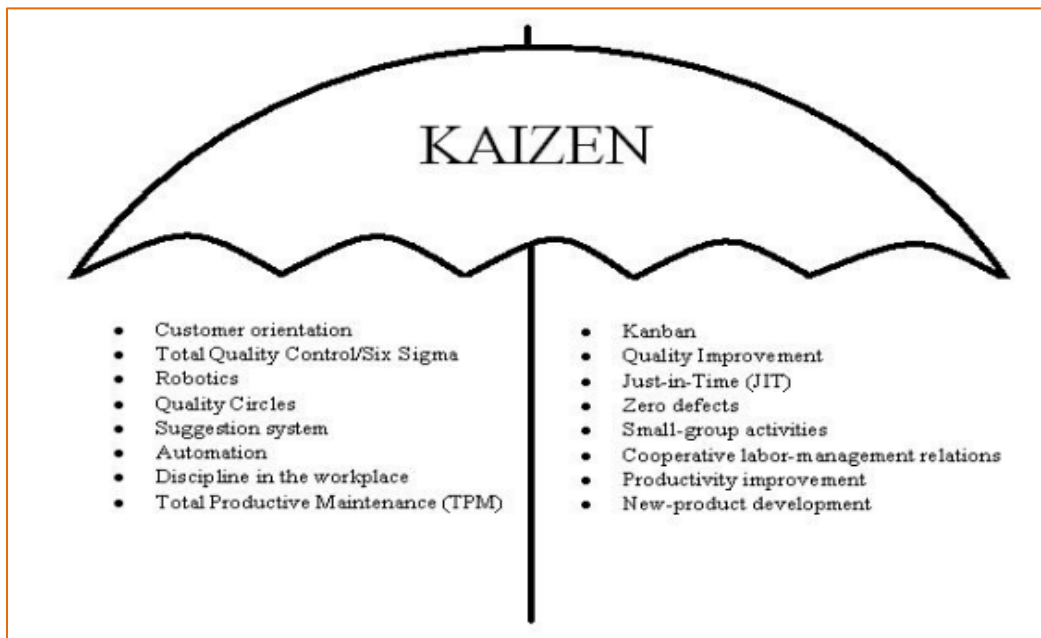 KAIZEN
Customer orientation
Total Quality Control/Six Sigma
Robotics
Quality Circles
Suggestion system
Automation
Discipline in the workplace
Total Productive Maintenance (TPM)
Kanban
Quality Improvement
Just-in-Time (JIT)
Zero defects
Small-group activities
Cooperative labor-management relations
Productivity improvement
New-product development